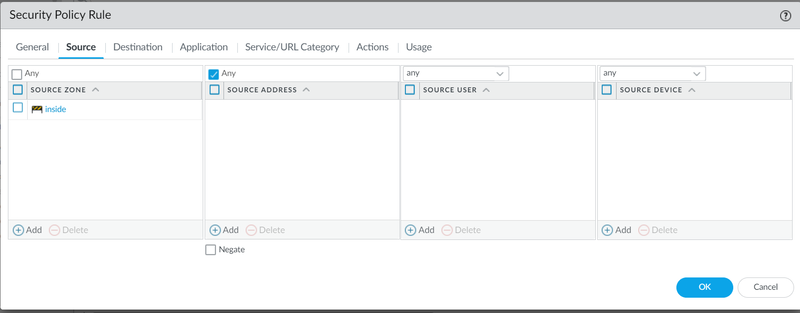 Security Policy Rule
General Source Destination Application Service/URL Category Actions Usage
Any Any any any
SOURCE ZONE SOURCE ADDRESS SOURCE USER SOURCE DEVICE
inside
Add Delete Add Delete Add Delete Add Delete
Negate
OK Cancel